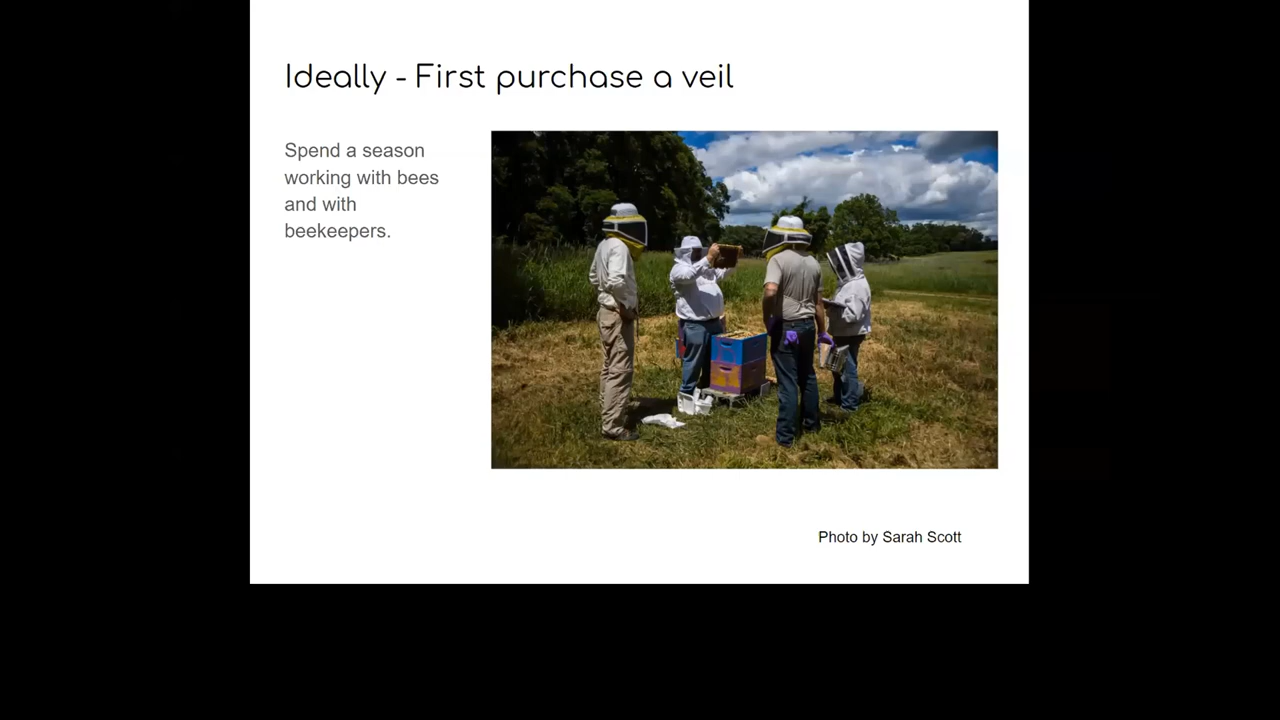 Ideally - First purchase a veil
Spend a season
working with bees
and with
beekeepers.
Photo by Sarah Scott